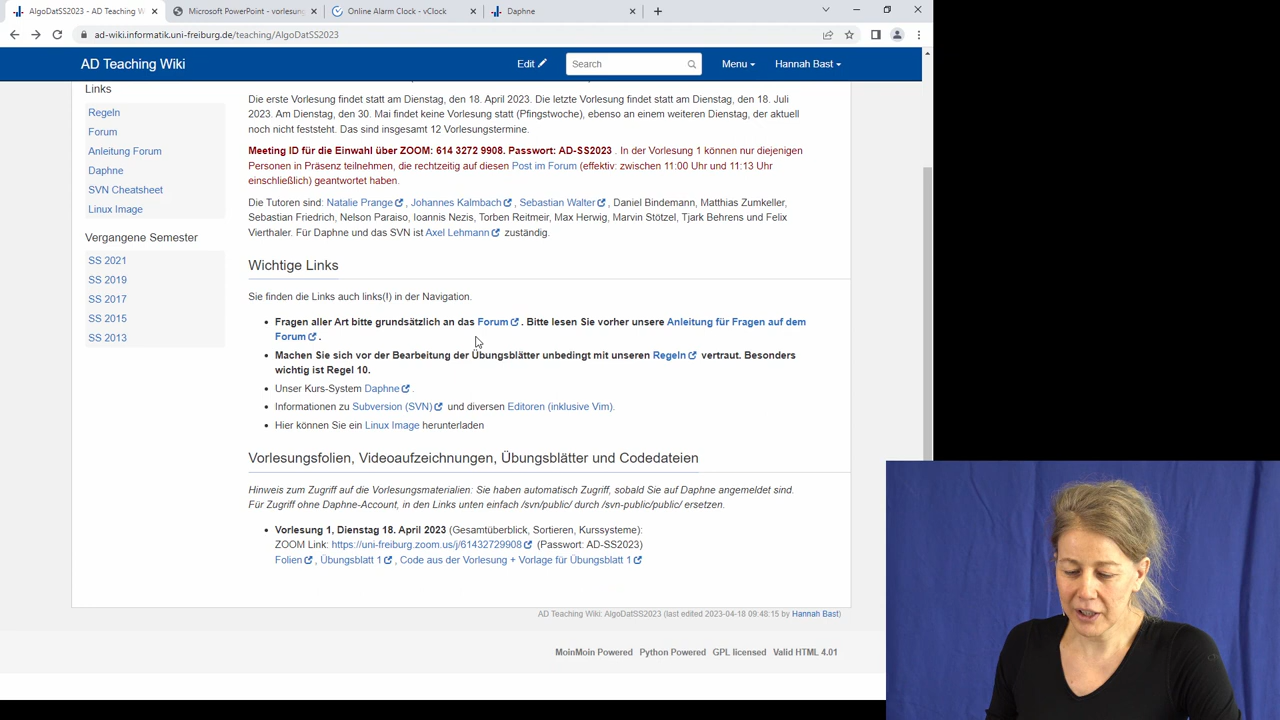 AlgoDatSS2023 - AD Teaching W
Microsoft PowerPoint - vorlesung
Online Alarm Clock - vClock
Daphne
ad-wiki.informatik.uni-freiburg.de/teaching/AlgoDatSS2023
AD Teaching Wiki
Edit
Search
Menu
Hannah Bast
Links
Regeln
Forum
Anleitung Forum
Daphne
SVN Cheatsheet
Linux Image
Vergangene Semester
SS 2021
SS 2019
SS 2017
SS 2015
SS 2013
Die erste Vorlesung findet statt am Dienstag, den 18. April 2023. Die letzte Vorlesung findet statt am Dienstag, den 18. Juli
2023. Am Dienstag, den 30. Mai findet keine Vorlesung statt (Pfingstwoche), ebenso an einem weiteren Dienstag, der aktuell
noch nicht feststeht. Das sind insgesamt 12 Vorlesungstermine.
Meeting ID für die Einwahl über ZOOM: 614 3272 9908. Passwort: AD-SS2023 . In der Vorlesung 1 können nur diejenigen
Personen in Präsenz teilnehmen, die rechtzeitig auf diesen Post im Forum (effektiv: zwischen 11:00 Uhr und 11:13 Uhr
einschließlich) geantwortet haben.
Die Tutoren sind: Natalie Prange , Johannes Kalmbach , Sebastian Walter , Daniel Bindemann, Matthias Zumkeller,
Sebastian Friedrich, Nelson Paraiso, Ioannis Nezis, Torben Reitmeir, Max Herwig, Marvin Stötzel, Tjark Behrens und Felix
Vierthaler. Für Daphne und das SVN ist Axel Lehmann zuständig.
Wichtige Links
Sie finden die Links auch links(!) in der Navigation.
• Fragen aller Art bitte grundsätzlich an das Forum . Bitte lesen Sie vorher unsere Anleitung für Fragen auf dem
Forum .
• Machen Sie sich vor der Bearbeitung der Übungsblätter unbedingt mit unseren Regeln vertraut. Besonders
wichtig ist Regel 10.
• Unser Kurs-System Daphne .
• Informationen zu Subversion (SVN) und diversen Editoren (inklusive Vim).
• Hier können Sie ein Linux Image herunterladen
Vorlesungsfolien, Videoaufzeichnungen, Übungsblätter und Codedateien
Hinweis zum Zugriff auf die Vorlesungsmaterialien: Sie haben automatisch Zugriff, sobald Sie auf Daphne angemeldet sind.
Für Zugriff ohne Daphne-Account, in den Links unten einfach /svn/public/ durch /svn-public/public/ ersetzen.
• Vorlesung 1, Dienstag 18. April 2023 (Gesamtüberblick, Sortieren, Kurssysteme):
ZOOM Link: https://uni-freiburg.zoom.us/j/61432729908 (Passwort: AD-SS2023)
Folien , Übungsblatt 1 , Code aus der Vorlesung + Vorlage für Übungsblatt 1
AD Teaching Wiki: AlgoDatSS2023 (last edited 2023-04-18 09:48:15 by Hannah Bast)
MoinMoin Powered
Python Powered
GPL licensed
Valid HTML 4.01